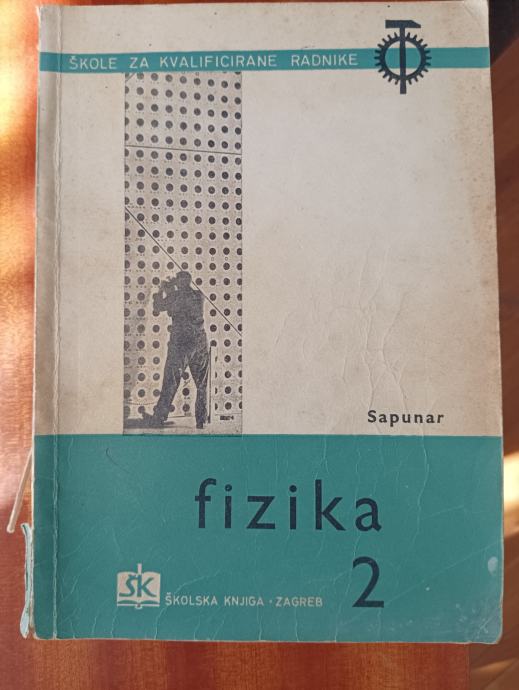 ŠKOLE ZA KVALIFICIRANE RADNIKE
Sapunar
fizika
2
ŠK
ŠKOLSKA KNJIGA • ZAGREB